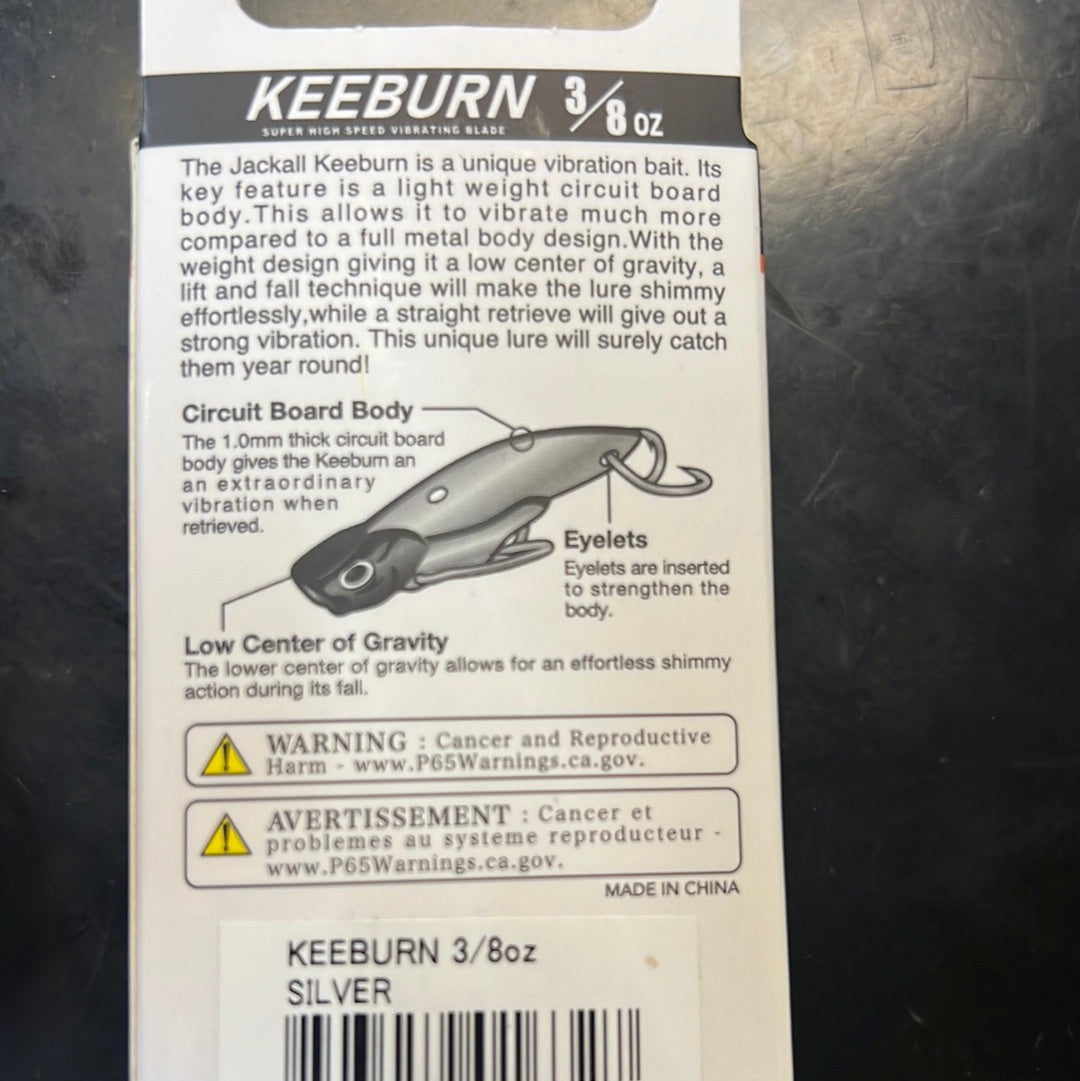 KEEBURN 3/8 OZ
SUPER HIGH SPEED VIBRATING BLADE
The Jackall Keeburn is a unique vibration bait. Its
key feature is a light weight circuit board
body.This allows it to vibrate much more
compared to a full metal body design.With the
weight design giving it a low center of gravity, a
lift and fall technique will make the lure shimmy
effortlessly,while a straight retrieve will give out a
strong vibration. This unique lure will surely catch
them year round!
Circuit Board Body
The 1.0mm thick circuit board
body gives the Keeburn an
an extraordinary
vibration when
retrieved.
Eyelets
Eyelets are inserted
to strengthen the
body.
Low Center of Gravity
The lower center of gravity allows for an effortless shimmy
action during its fall.
WARNING : Cancer and Reproductive
Harm - www.P65Warnings.ca.gov.
AVERTISSEMENT : Cancer et
problemes au systeme reproducteur -
www.P65Warnings.ca.gov.
MADE IN CHINA
KEEBURN 3/8oz
SILVER